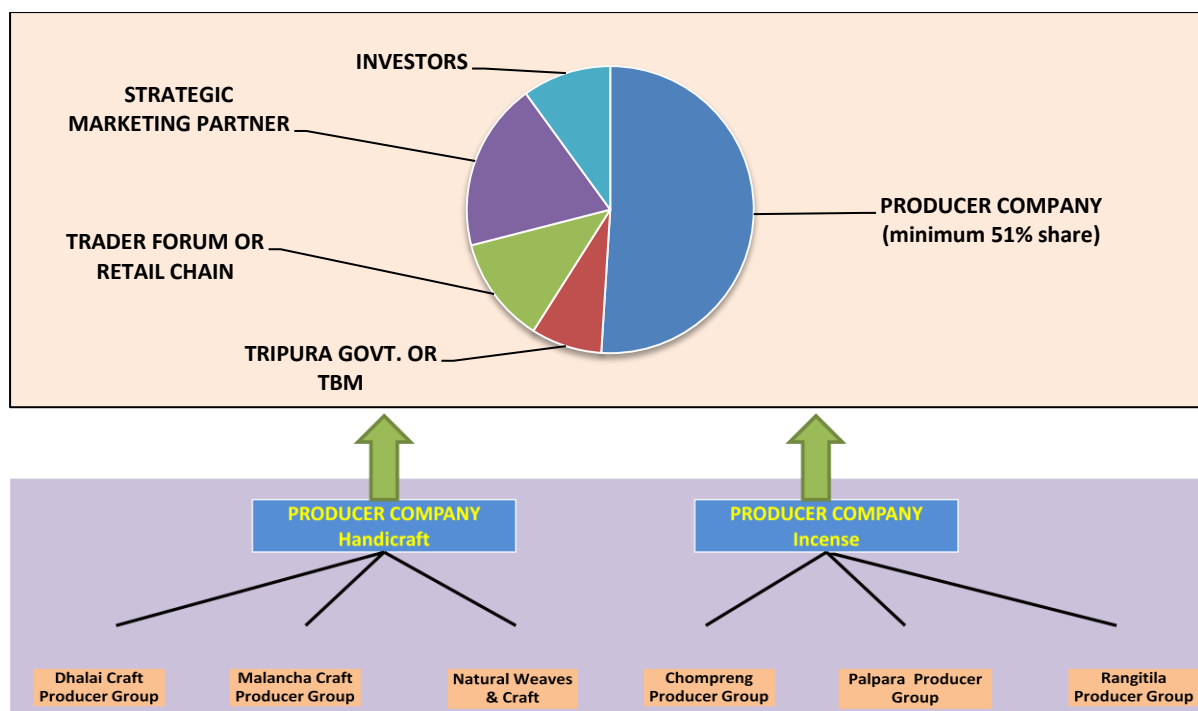 INVESTORS
STRATEGIC
MARKETING PARTNER
PRODUCER COMPANY
(minimum 51% share)
TRADER FORUM OR
RETAIL CHAIN
TRIPURA GOVT. OR
TBM
PRODUCER COMPANY
Handicraft
PRODUCER COMPANY
Incense
Dhalai Craft
Producer Group
Malancha Craft
Producer Group
Natural Weaves
& Craft
Chompreng
Producer Group
Palpara Producer
Group
Rangitila
Producer Group